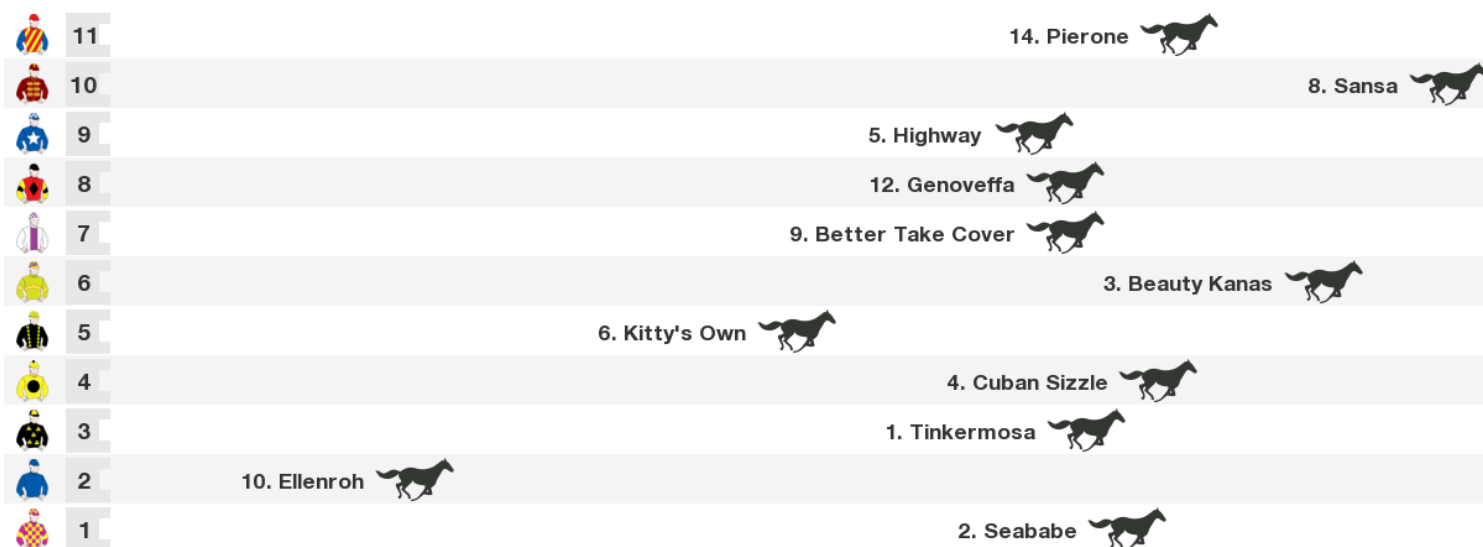 11 14. Pierone
10 8. Sansa
9 5. Highway
8 12. Genoveffa
7 9. Better Take Cover
6 3. Beauty Kanas
5 6. Kitty's Own
4 4. Cuban Sizzle
3 1. Tinkermosa
2 10. Ellenroh
1 2. Seababe